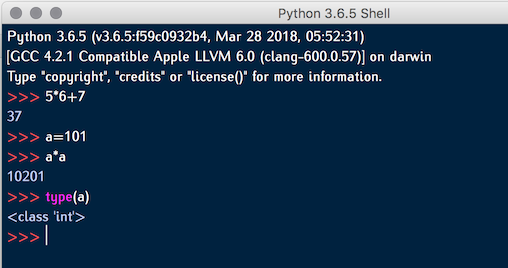 Python 3.6.5 Shell
Python 3.6.5 (v3.6.5:f59c0932b4, Mar 28 2018, 05:52:31)
[GCC 4.2.1 Compatible Apple LLVM 6.0 (clang-600.0.57)] on darwin
Type "copyright", "credits" or "license()" for more information.
>>> 5*6+7
37
>>> a=101
>>> a*a
10201
>>> type(a)
<class 'int'>
>>>